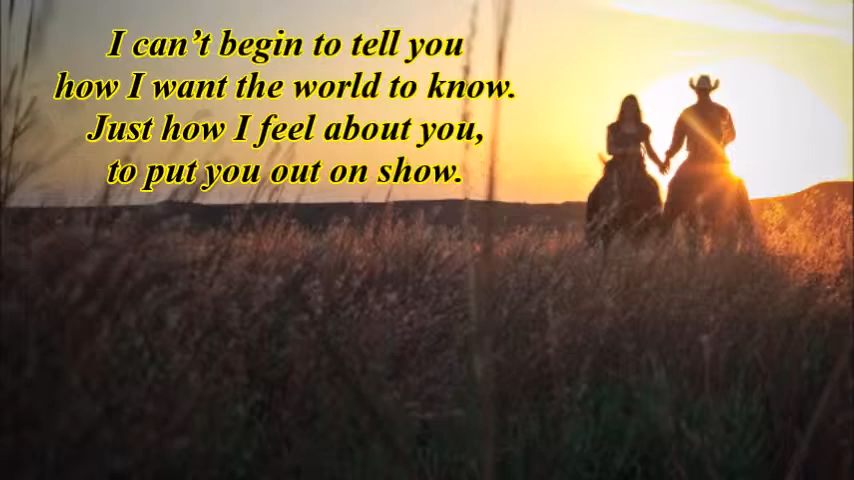 I can’t begin to tell you
how I want the world to know.
Just how I feel about you,
to put you out on show.